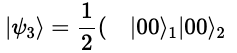 |ψ₃⟩ = 1/2 ( |00⟩₁|00⟩₂